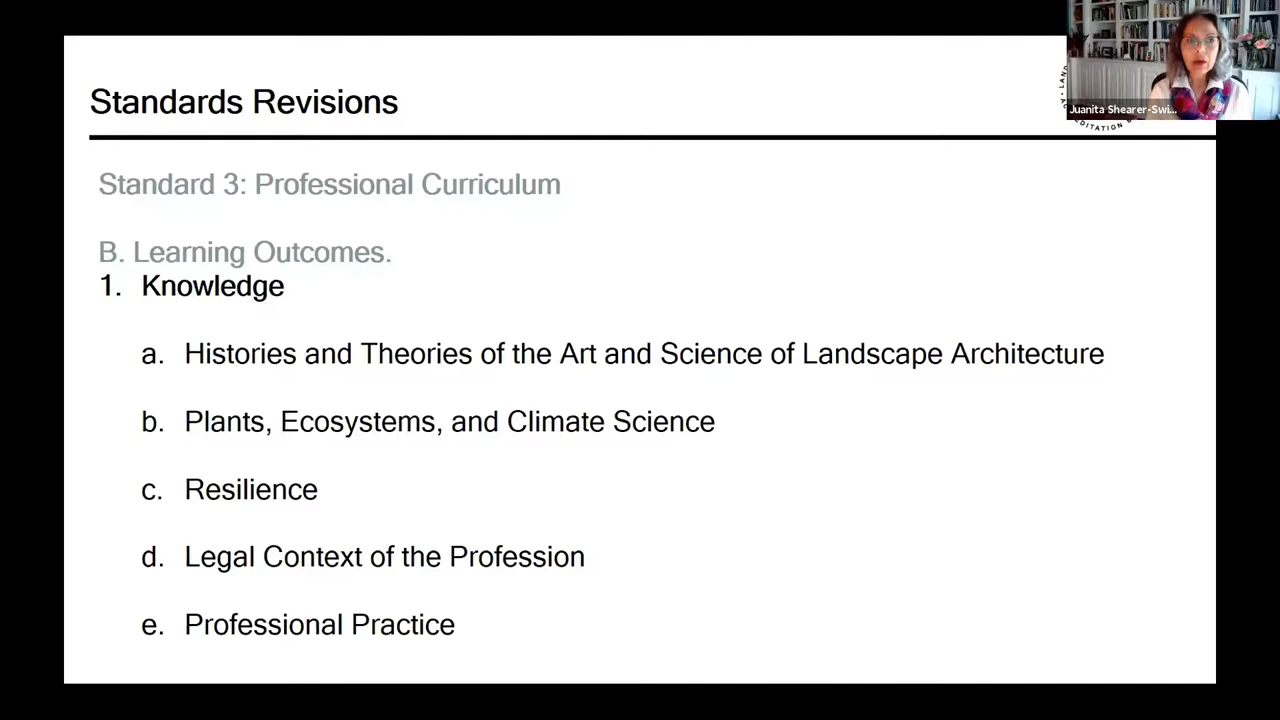 Standards Revisions
Juanita Shearer-Swi...
Standard 3: Professional Curriculum
B. Learning Outcomes.
1. Knowledge
a. Histories and Theories of the Art and Science of Landscape Architecture
b. Plants, Ecosystems, and Climate Science
c. Resilience
d. Legal Context of the Profession
e. Professional Practice